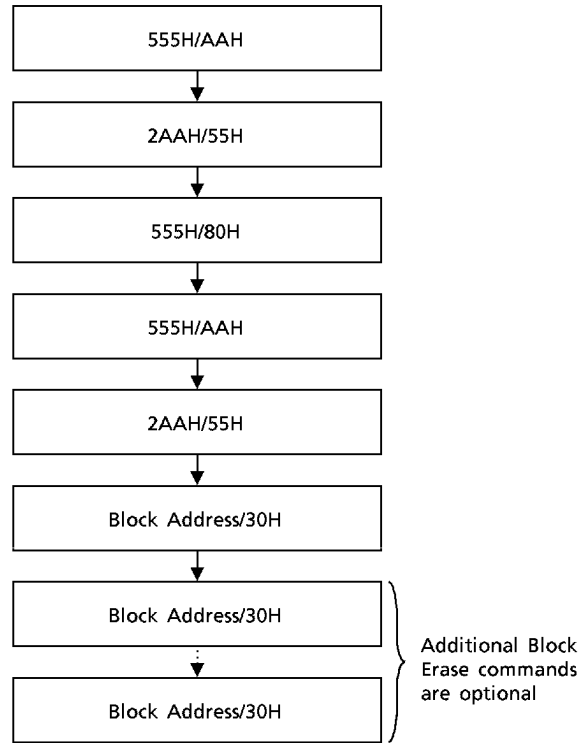 555H/AAH
2AAH/55H
555H/80H
555H/AAH
2AAH/55H
Block Address/30H
Block Address/30H
Block Address/30H
Additional Block
Erase commands
are optional